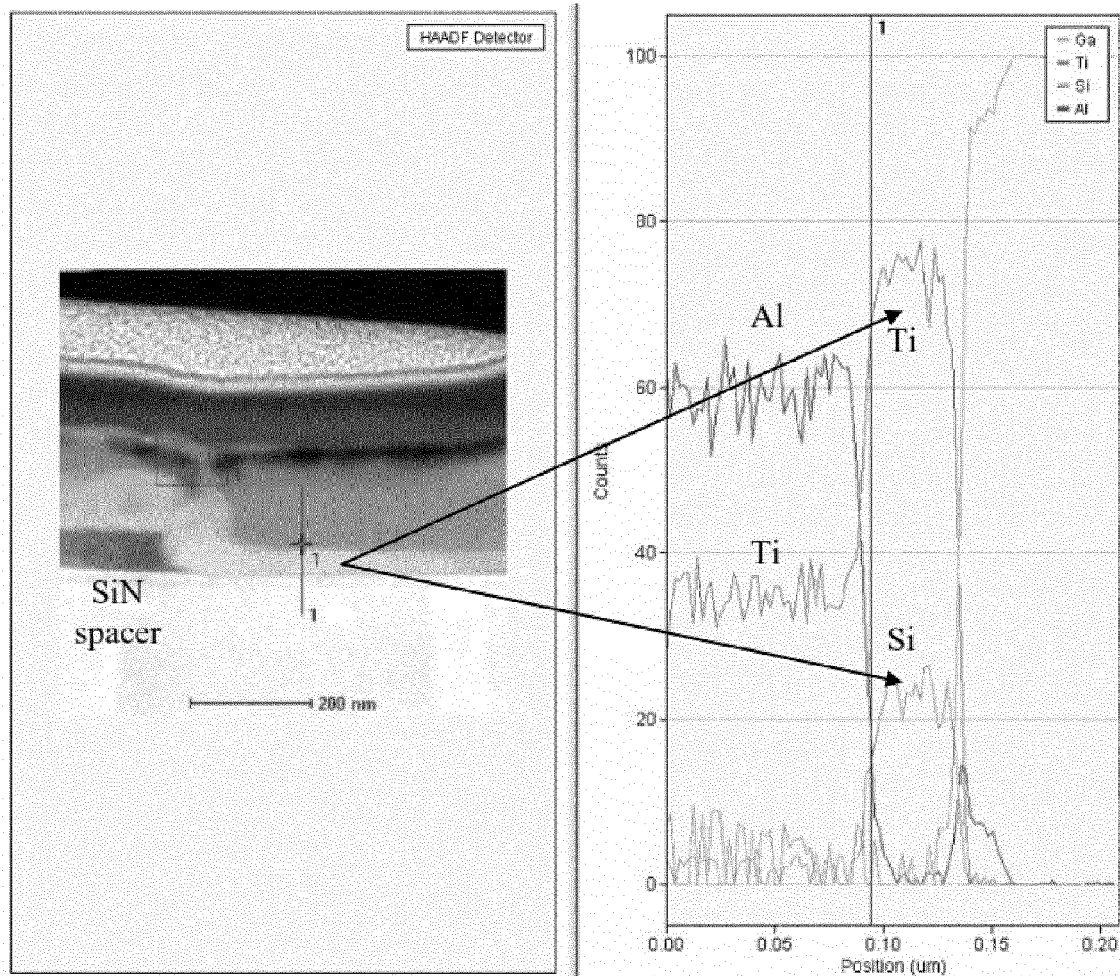 HAADF Detector
1
1
SiN
spacer
200 nm
1
Ga
Ti
Si
Al
100
80
60
40
20
0
Al
Ti
Ti
Si
Counts
0.00
0.05
0.10
0.15
0.20
Position (um)